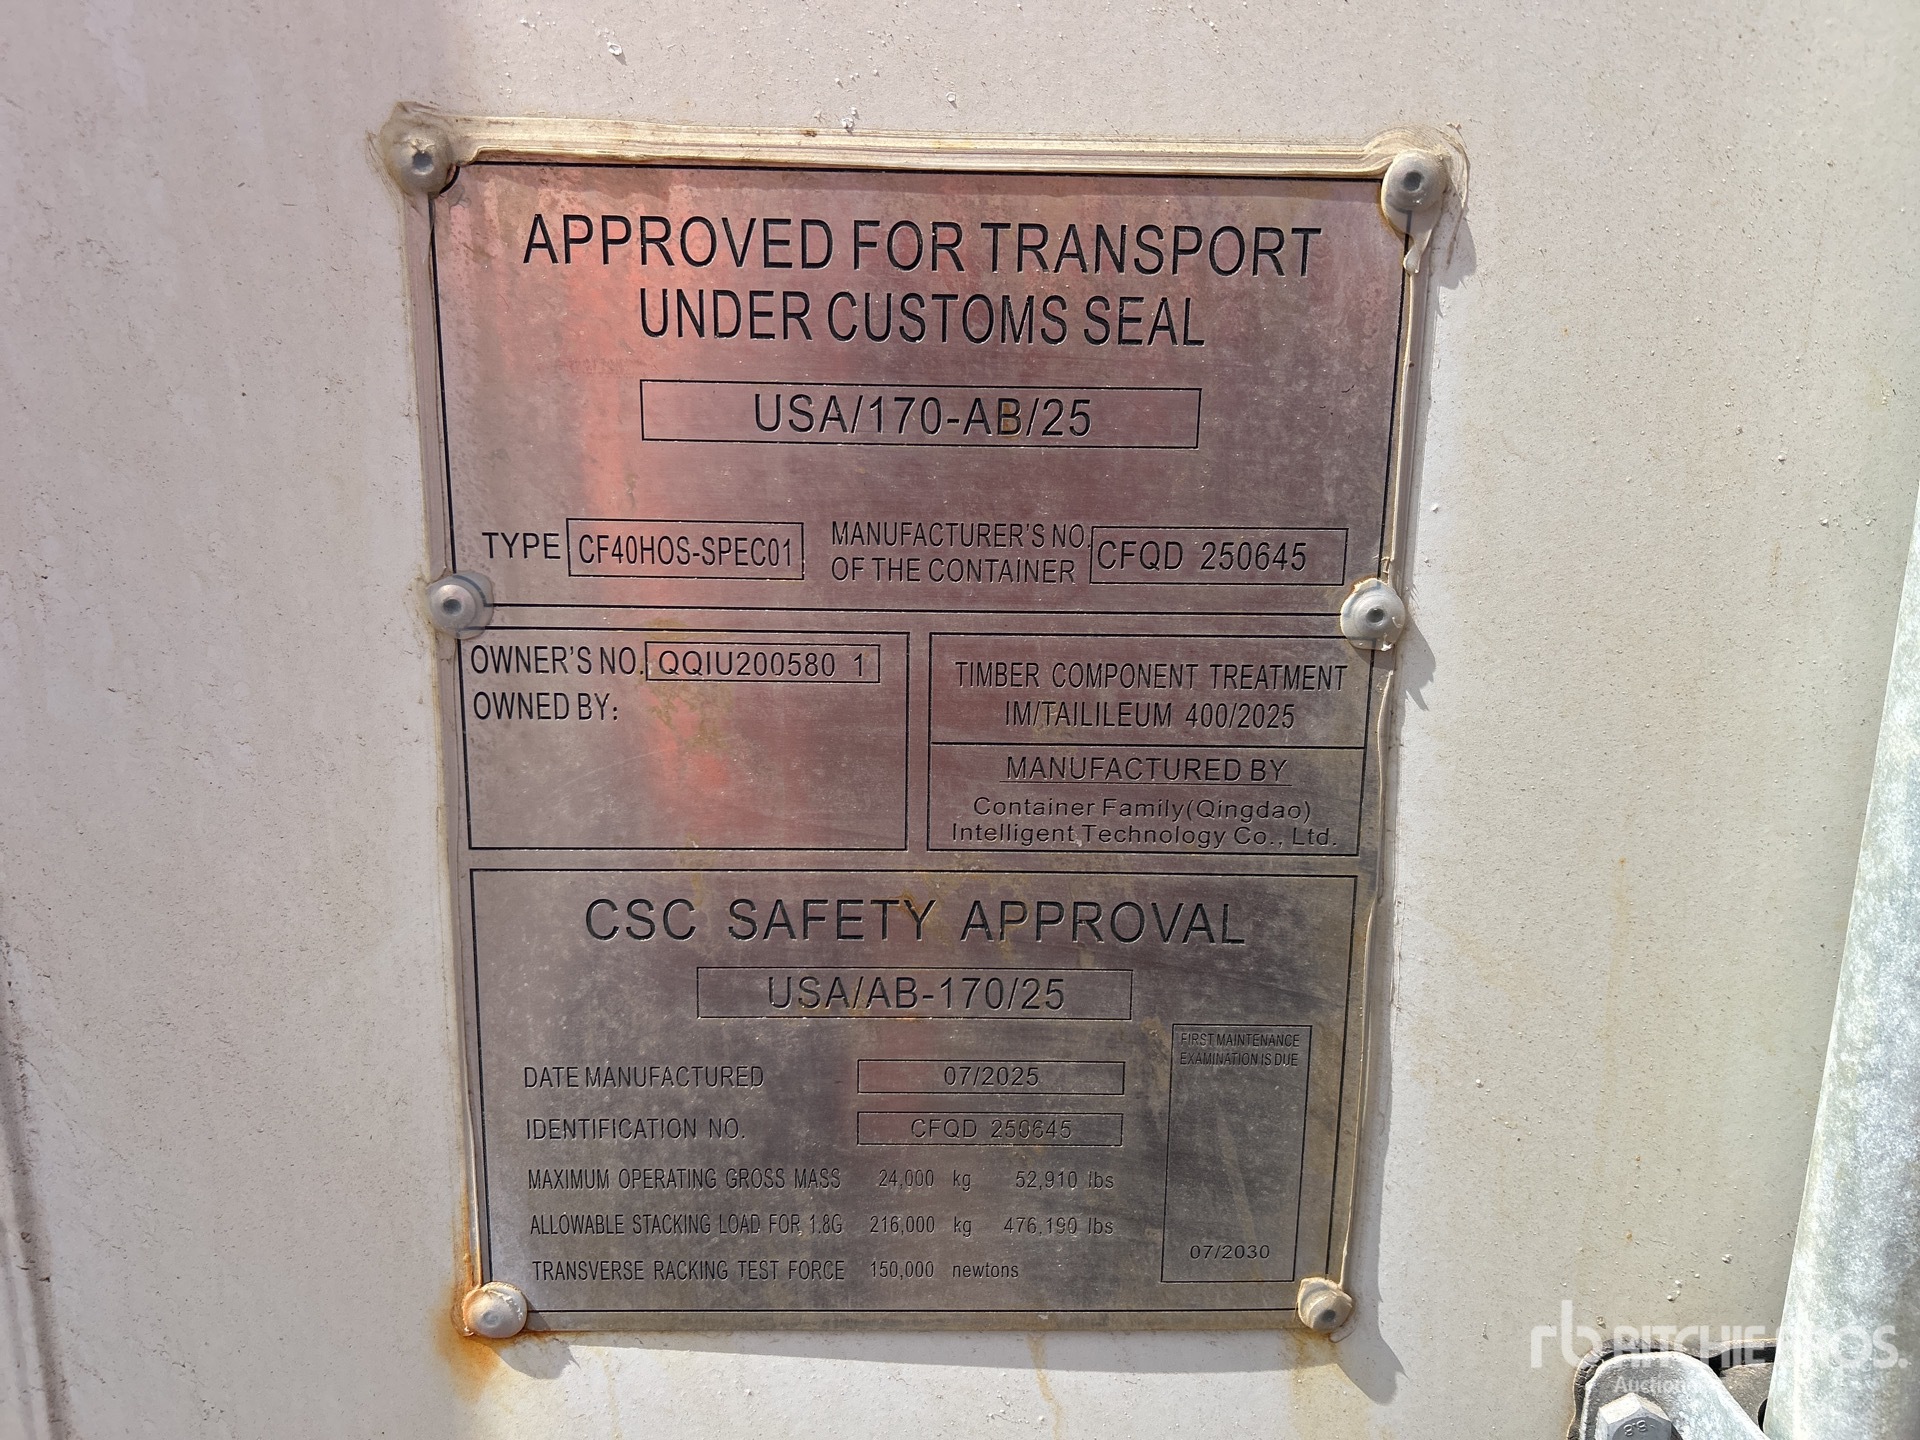 APPROVED FOR TRANSPORT
UNDER CUSTOMS SEAL
USA/170-AB/25
TYPE CF40HOS-SPEC01 MANUFACTURER'S NO. OF THE CONTAINER CFQD 250645
OWNER'S NO. QQIU200580 1
OWNED BY:
TIMBER COMPONENT TREATMENT
IM/TAILILEUM 400/2025
MANUFACTURED BY
Container Family(Qingdao)
Intelligent Technology Co., Ltd.
CSC SAFETY APPROVAL
USA/AB-170/25
DATE MANUFACTURED 07/2025
IDENTIFICATION NO. CFQD 250645
MAXIMUM OPERATING GROSS MASS 24,000 kg 52,910 lbs
ALLOWABLE STACKING LOAD FOR 1.8G 216,000 kg 476,190 lbs
TRANSVERSE RACKING TEST FORCE 150,000 newtons
FIRST MAINTENANCE
EXAMINATION IS DUE
07/2030
rb RITCHIE BROS.
Auction
8.8